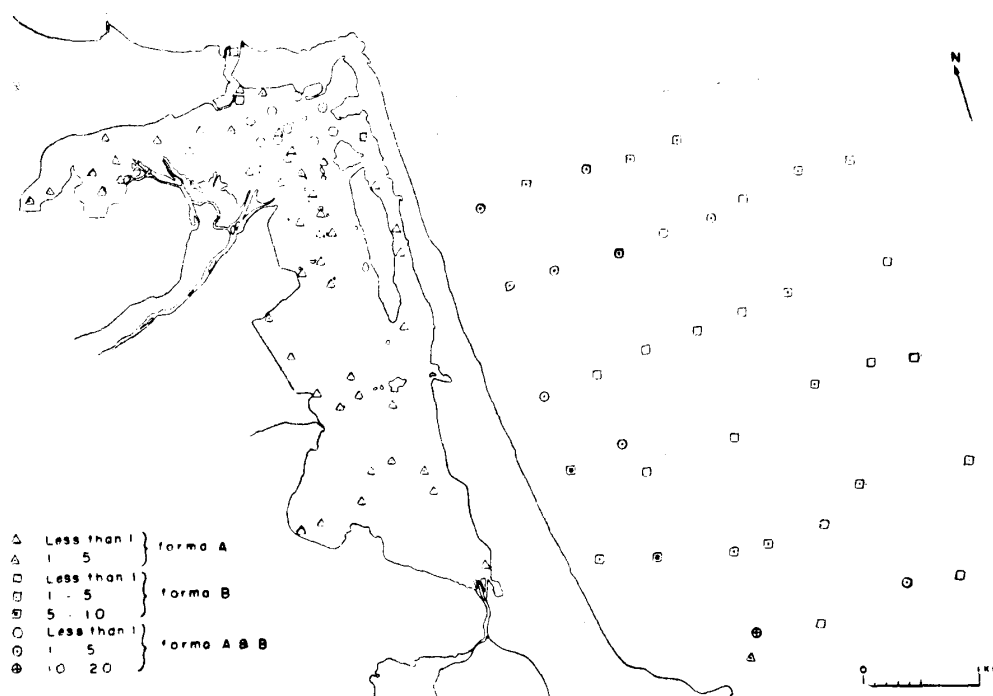 N
Less than 1
1 5
forma A
Less than 1
1 - 5
5 - 10
forma B
Less than 1
1 5
10 20
forma A & B
0 1 K